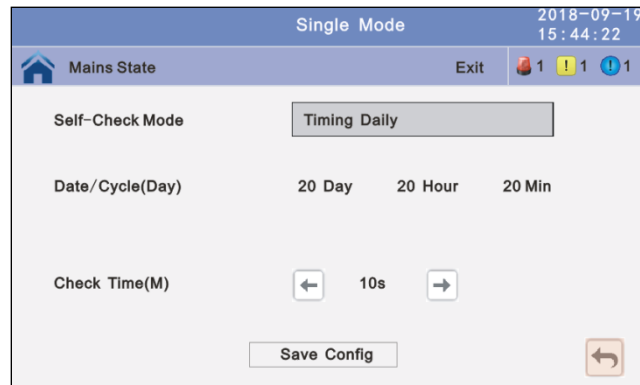 Single Mode
2018-09-19
15:44:22
Mains State Exit 1 ! 1 ! 1
Self-Check Mode Timing Daily
Date/Cycle(Day) 20 Day 20 Hour 20 Min
Check Time(M) 10s
Save Config